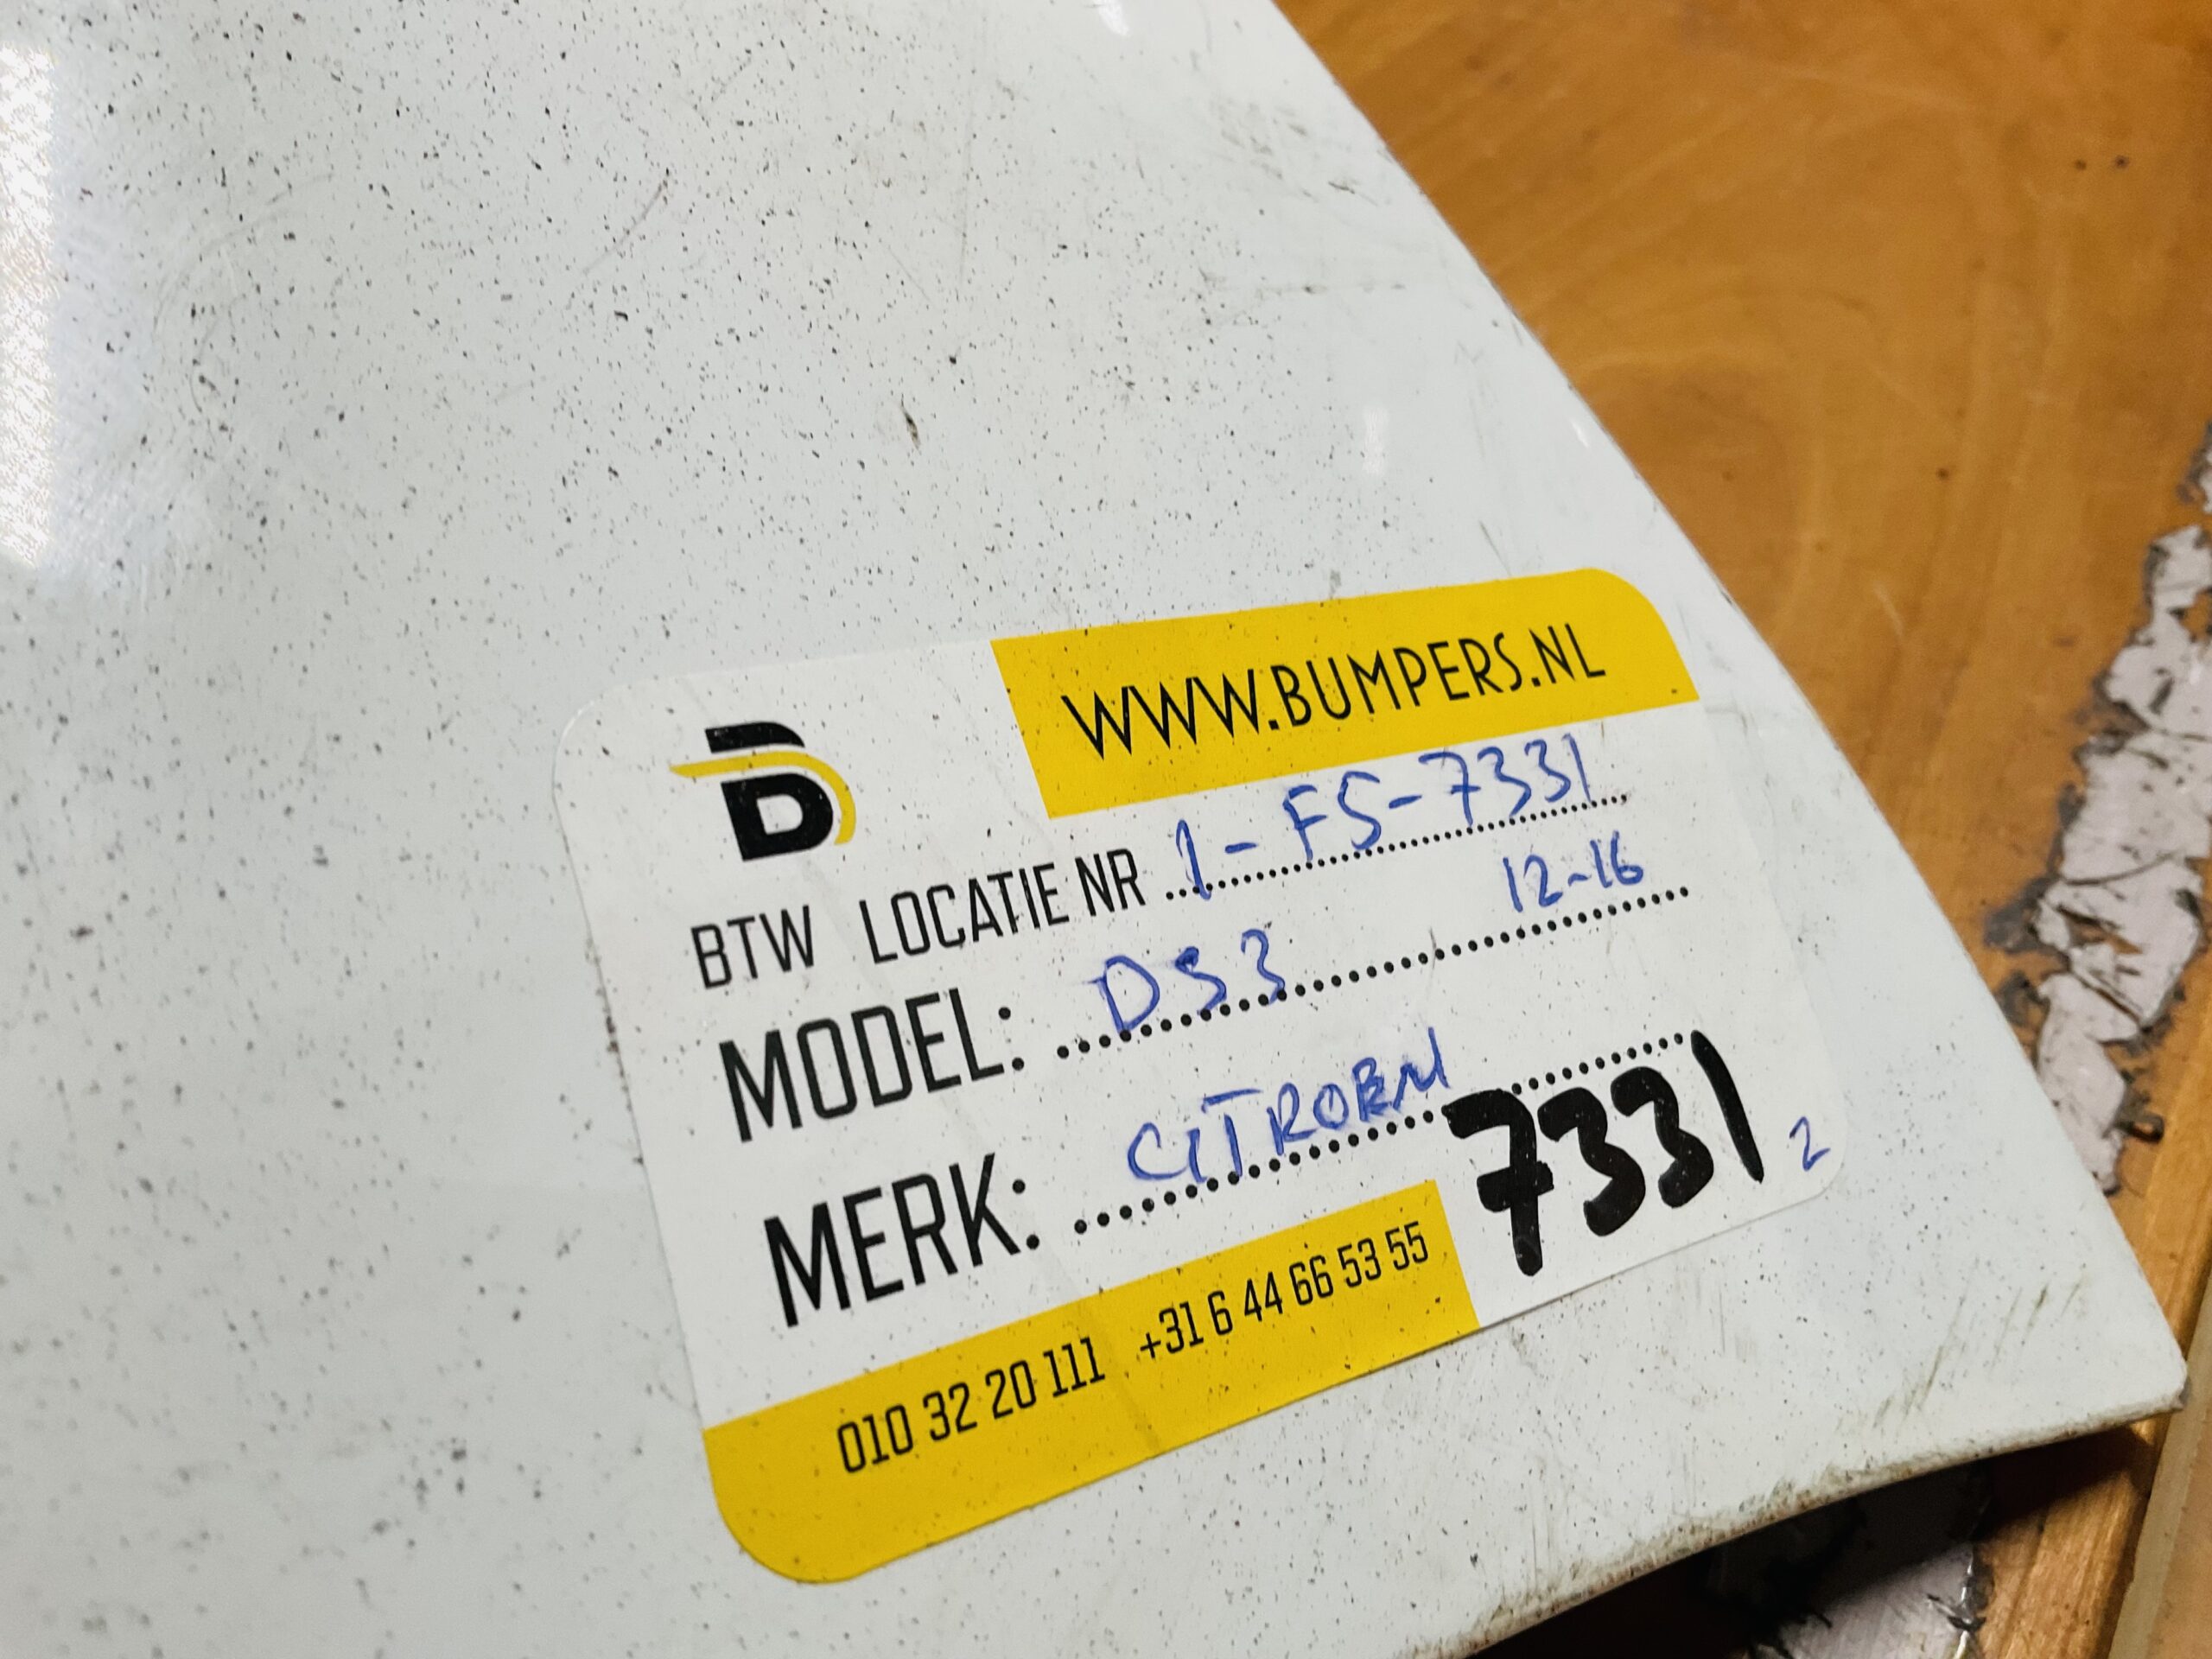 WWW.BUMPERS.NL
B
BTW LOCATIE NR 1-FS-7331
12-16
MODEL: DS3
MERK: CITROEN
7331 2
010 32 20 111 +31 6 44 66 53 55